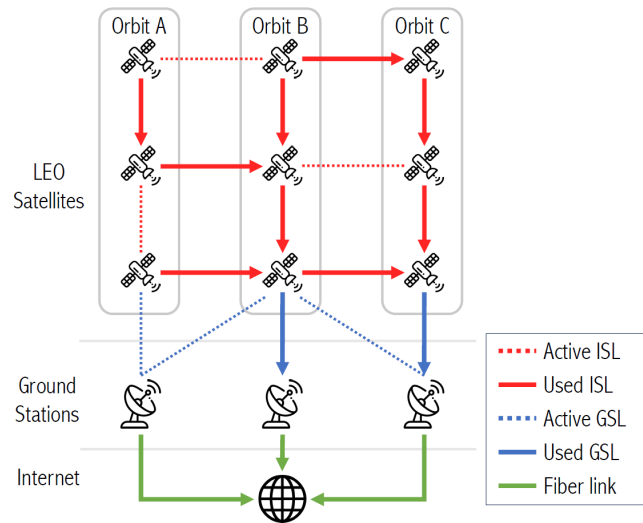 Orbit A
Orbit B
Orbit C
LEO
Satellites
Ground
Stations
Internet
Active ISL
Used ISL
Active GSL
Used GSL
Fiber link